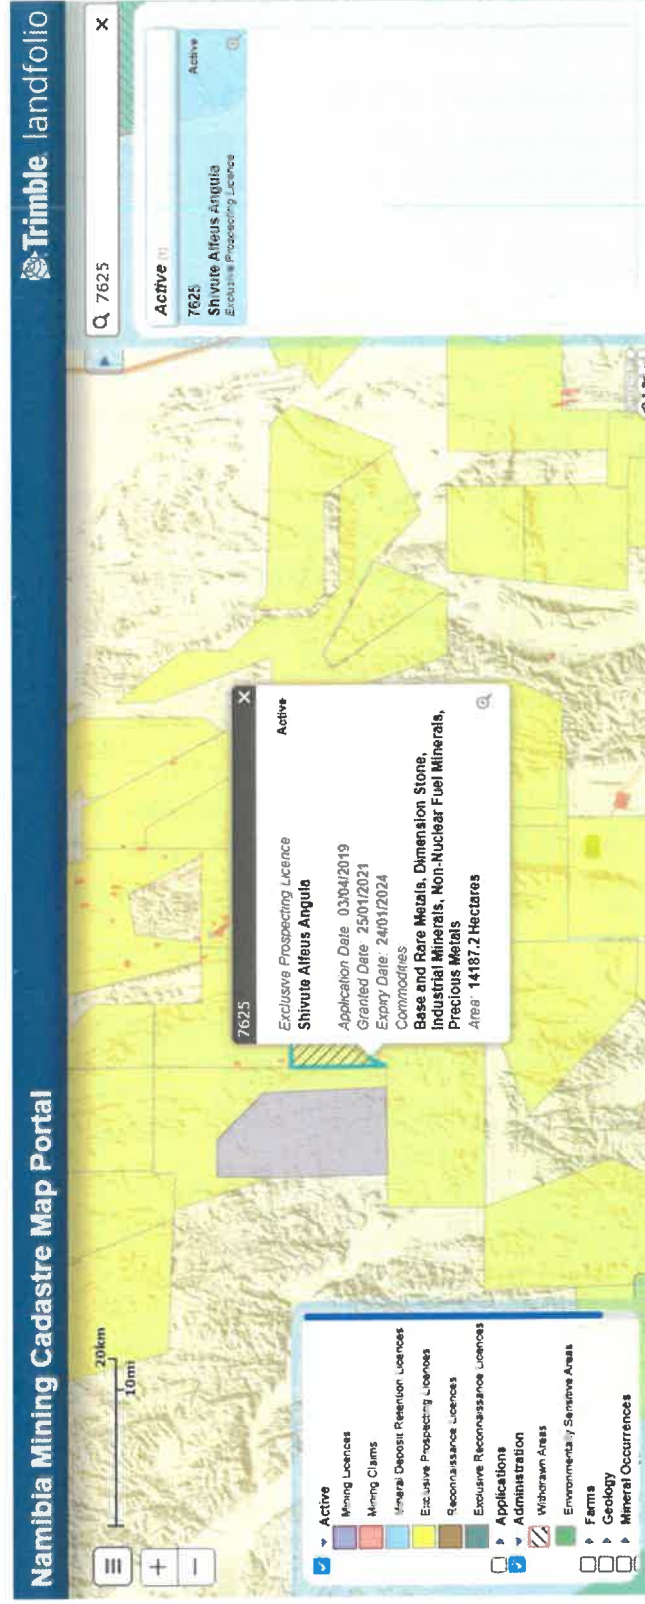 Namibia Mining Cadastre Map Portal
Trimble landfolio
20km
10mi
7625
Active (1)
7625
Active
Shivute Alfeus Angula
Exclusive Prospecting Licence
7625
Exclusive Prospecting Licence
Active
Shivute Alfeus Angula
Application Date 03/04/2019
Granted Date 25/01/2021
Expiry Date: 24/01/2024
Commodities
Base and Rare Metals, Dimension Stone,
Industrial Minerals, Non-Nuclear Fuel Minerals,
Precious Metals
Area: 14187.2 Hectares
Active
Mining Licences
Mining Claims
Mineral Deposit Retention Licences
Exclusive Prospecting Licences
Reconnaissance Licences
Exclusive Reconnaissance Licences
Applications
Administration
Withdrawn Areas
Environmentally Sensitive Areas
Farms
Geology
Mineral Occurrences